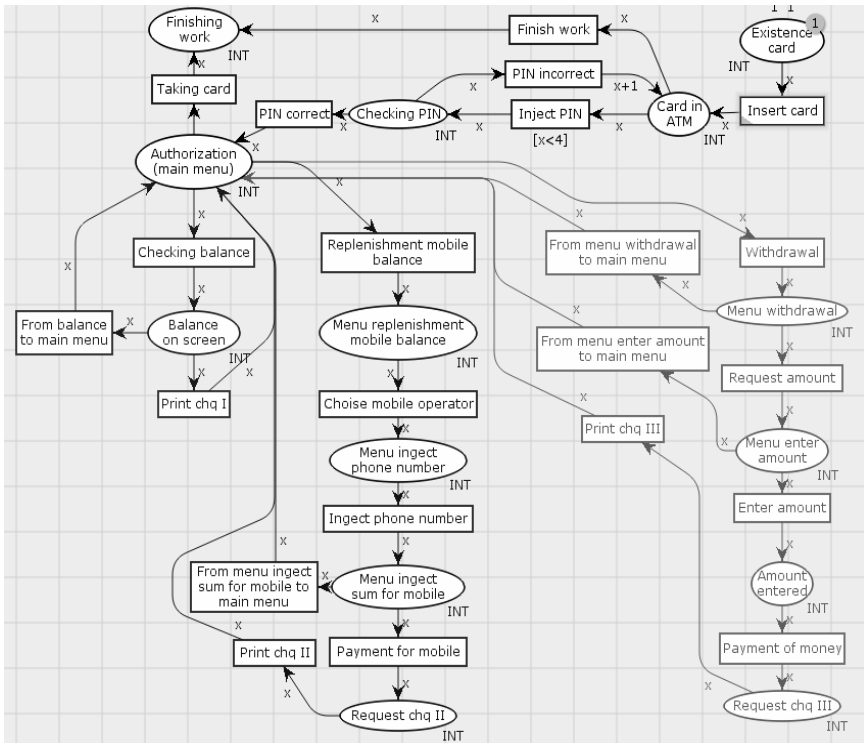 1`1
1
Finishing
work
INT
x
Finish work
x
Existence
card
INT
x
Taking card
x
x
PIN incorrect
x
x+1
PIN correct
x
Checking PIN
INT
x
Inject PIN
[x<4]
x
Card in
ATM
INT
x
Insert card
x
Authorization
(main menu)
INT
x
x
x
Checking balance
x
x
From balance
to main menu
x
Balance
on screen
INT
x
x
Print chq I
Replenishment mobile
balance
x
Menu replenishment
mobile balance
INT
x
Choise mobile operator
x
Menu ingect
phone number
INT
x
Ingect phone number
x
x
From menu ingect
sum for mobile to
main menu
x
Menu ingect
sum for mobile
INT
x
x
Print chq II
Payment for mobile
x
x
Request chq II
INT
x
From menu withdrawal
to main menu
x
x
Withdrawal
x
Menu withdrawal
INT
x
From menu enter amount
to main menu
x
x
Request amount
x
x
Print chq III
x
Menu enter
amount
INT
x
Enter amount
x
Amount
entered
INT
x
Payment of money
x
x
Request chq III
INT